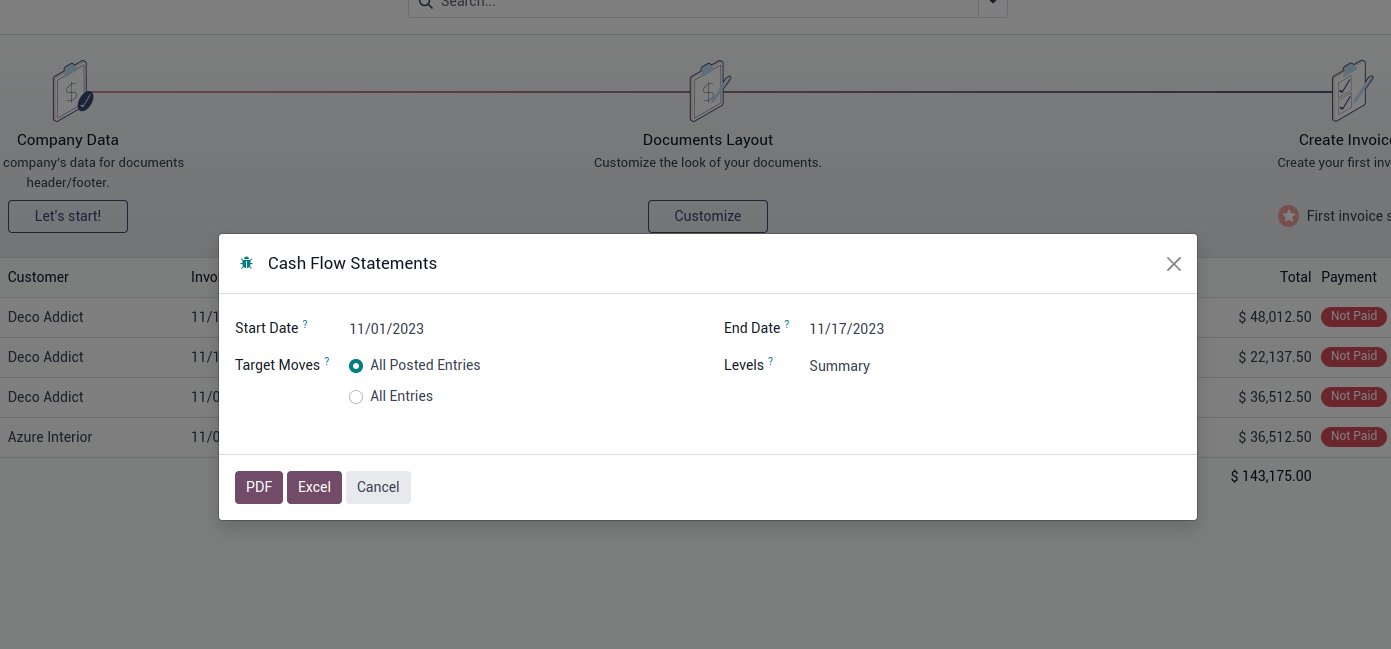 Search...
Company Data
Documents Layout
Create Invoic
company's data for documents
header/footer.
Customize the look of your documents.
Create your first inv
Let's start!
Customize
First invoice s
Cash Flow Statements
Customer
Invo
Total
Payment
Start Date ?
11/01/2023
End Date ?
11/17/2023
Deco Addict
11/1
$ 48,012.50
Not Paid
Target Moves ?
All Posted Entries
Levels ?
Summary
Deco Addict
11/1
$ 22,137.50
Not Paid
All Entries
Deco Addict
11/0
$ 36,512.50
Not Paid
Azure Interior
11/0
$ 36,512.50
Not Paid
$ 143,175.00
PDF
Excel
Cancel